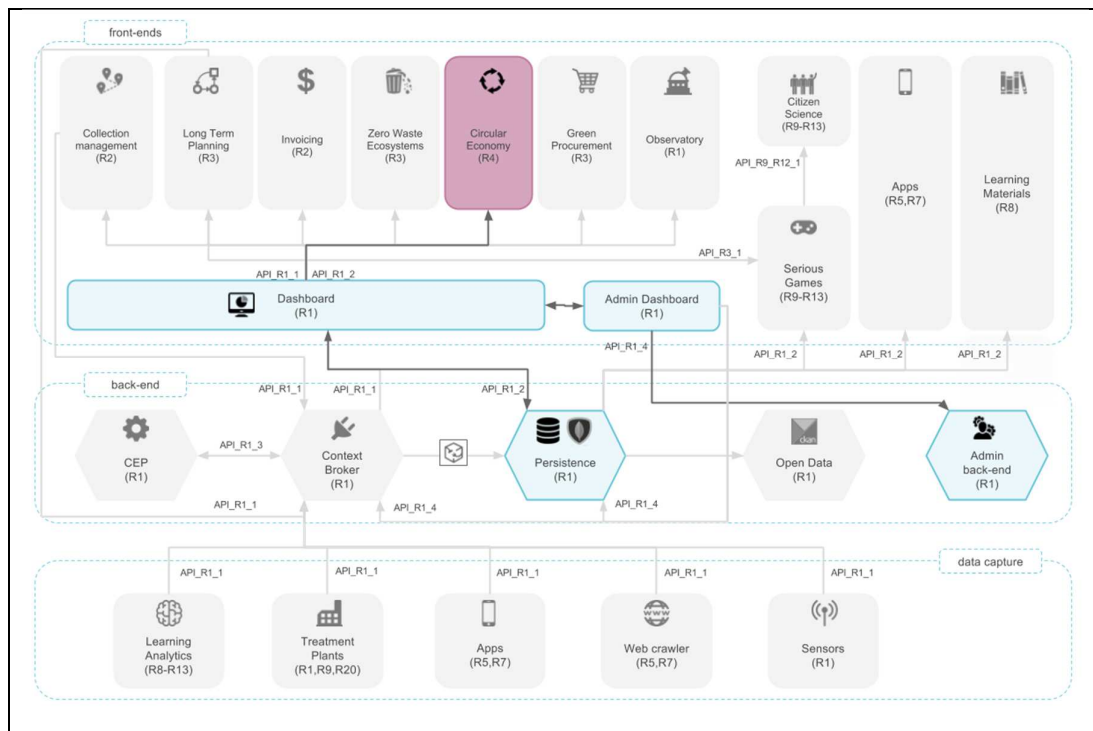 front-ends
Collection
management
(R2)
Long Term
Planning
(R3)
$
Invoicing
(R2)
Zero Waste
Ecosystems
(R3)
Circular
Economy
(R4)
Green
Procurement
(R3)
Observatory
(R1)
Citizen
Science
(R9-R13)
Apps
(R5,R7)
Learning
Materials
(R8)
API_R9_R12_1
API_R3_1
Serious
Games
(R9-R13)
API_R1_1
API_R1_2
Dashboard
(R1)
Admin Dashboard
(R1)
API_R1_4
API_R1_2
API_R1_2
API_R1_2
back-end
API_R1_1
API_R1_1
API_R1_2
CEP
(R1)
API_R1_3
Context
Broker
(R1)
Persistence
(R1)
ckan
Open Data
(R1)
Admin
back-end
(R1)
API_R1_1
API_R1_4
API_R1_4
data capture
API_R1_1
API_R1_1
API_R1_1
API_R1_1
API_R1_1
Learning
Analytics
(R8-R13)
Treatment
Plants
(R1,R9,R20)
Apps
(R5,R7)
www
Web crawler
(R5,R7)
Sensors
(R1)